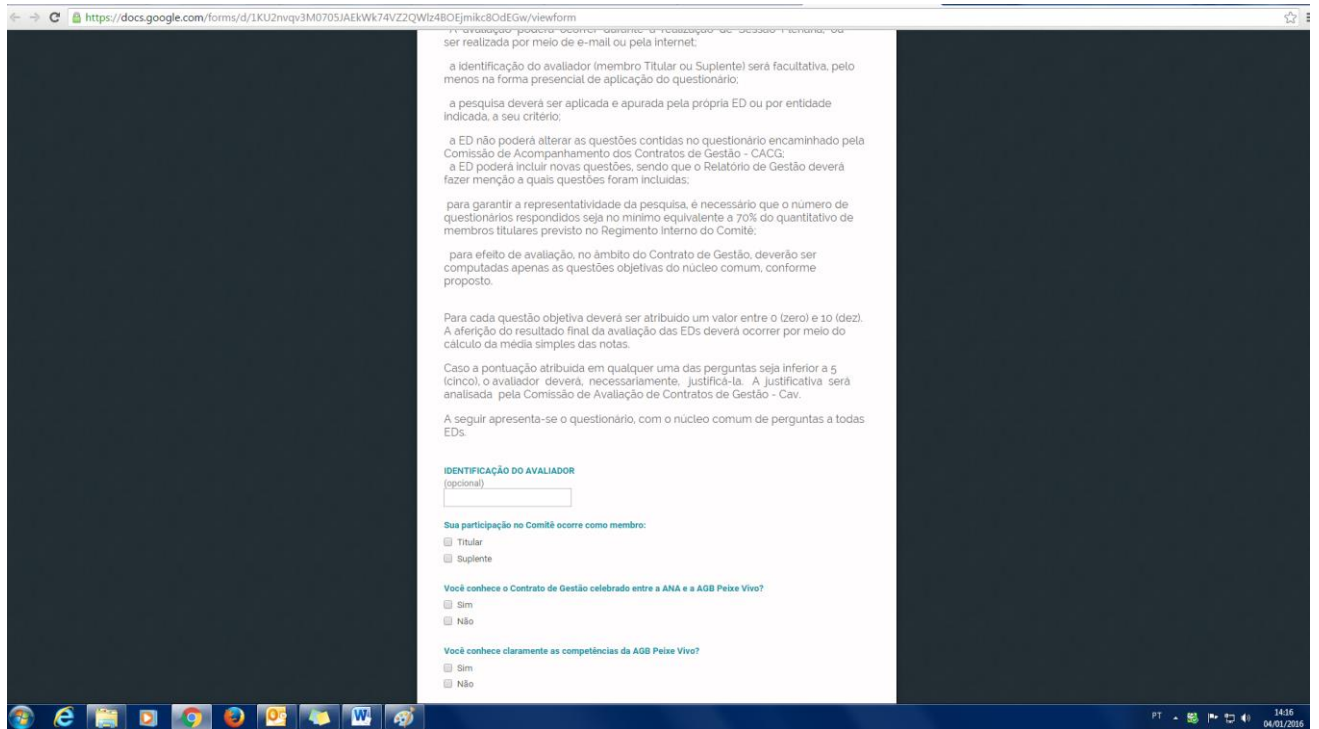 https://docs.google.com/forms/d/1KU2nvqv3M0705JAEkWk74VZ2QWlz4BOEjmikc8OdEGw/viewform
A avaliação poderá ocorrer durante a realização de Sessão Plenária, ou
ser realizada por meio de e-mail ou pela internet;
a identificação do avaliador (membro Titular ou Suplente) será facultativa, pelo
menos na forma presencial de aplicação do questionário;
a pesquisa deverá ser aplicada e apurada pela própria ED ou por entidade
indicada, a seu critério;
a ED não poderá alterar as questões contidas no questionário encaminhado pela
Comissão de Acompanhamento dos Contratos de Gestão - CACG;
a ED poderá incluir novas questões, sendo que o Relatório de Gestão deverá
fazer menção a quais questões foram incluídas;
para garantir a representatividade da pesquisa, é necessário que o número de
questionários respondidos seja no mínimo equivalente a 70% do quantitativo de
membros titulares previsto no Regimento Interno do Comitê;
para efeito de avaliação, no âmbito do Contrato de Gestão, deverão ser
computadas apenas as questões objetivas do núcleo comum, conforme
proposto.
Para cada questão objetiva deverá ser atribuído um valor entre 0 (zero) e 10 (dez).
A aferição do resultado final da avaliação das EDs deverá ocorrer por meio do
cálculo da média simples das notas.
Caso a pontuação atribuída em qualquer uma das perguntas seja inferior a 5
(cinco), o avaliador deverá, necessariamente, justificá-la. A justificativa será
analisada pela Comissão de Avaliação de Contratos de Gestão - Cav.
A seguir apresenta-se o questionário, com o núcleo comum de perguntas a todas
EDs.
IDENTIFICAÇÃO DO AVALIADOR
(opcional)
Sua participação no Comitê ocorre como membro:
Titular
Suplente
Você conhece o Contrato de Gestão celebrado entre a ANA e a AGB Peixe Vivo?
Sim
Não
Você conhece claramente as competências da AGB Peixe Vivo?
Sim
Não
PT
14:16
04/01/2016